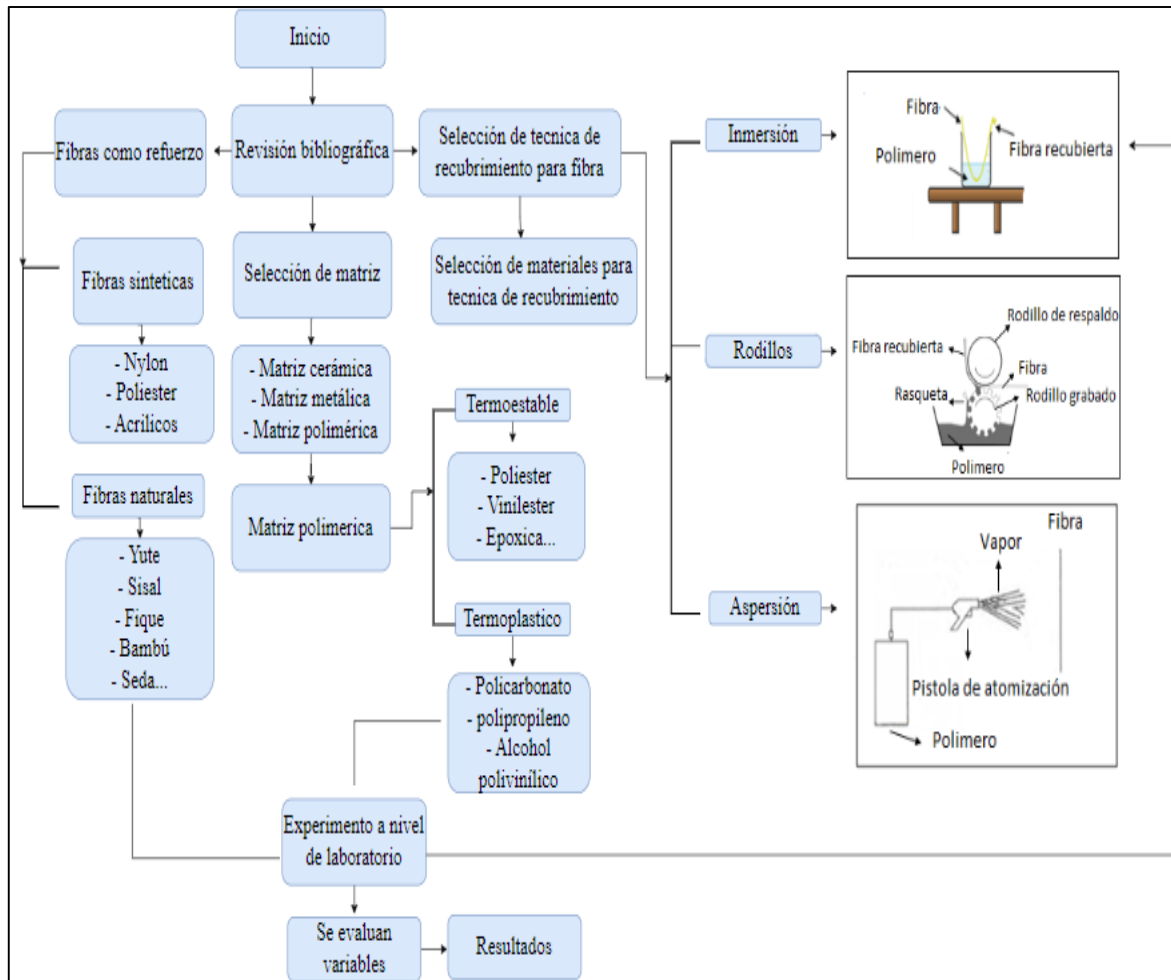 Inicio
Fibras como refuerzo
Revisión bibliográfica
Selección de tecnica de
recubrimiento para fibra
Fibras sinteticas
Selección de matriz
Selección de materiales para
tecnica de recubrimiento
- Nylon
- Poliester
- Acrilicos
- Matriz cerámica
- Matriz metálica
- Matriz polimérica
Fibras naturales
Matriz polimerica
- Yute
- Sisal
- Fique
- Bambú
- Seda...
Termoestable
- Poliester
- Vinilester
- Epoxica...
Termoplastico
- Policarbonato
- polipropileno
- Alcohol
polivinílico
Experimento a nivel
de laboratorio
Se evaluan
variables
Resultados
Inmersión
Fibra
Polimero
Fibra recubierta
Rodillos
Rodillo de respaldo
Fibra recubierta
Fibra
Rasqueta
Rodillo grabado
Polimero
Aspersión
Fibra
Vapor
Pistola de atomización
Polimero